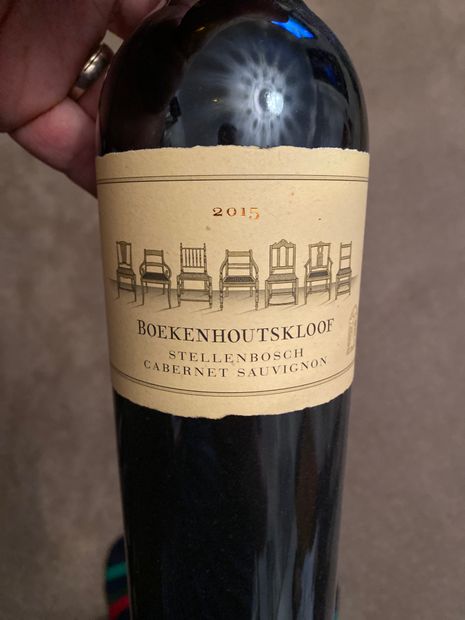 2015
BOEKENHOUTSKLOOF
STELLENBOSCH
CABERNET SAUVIGNON